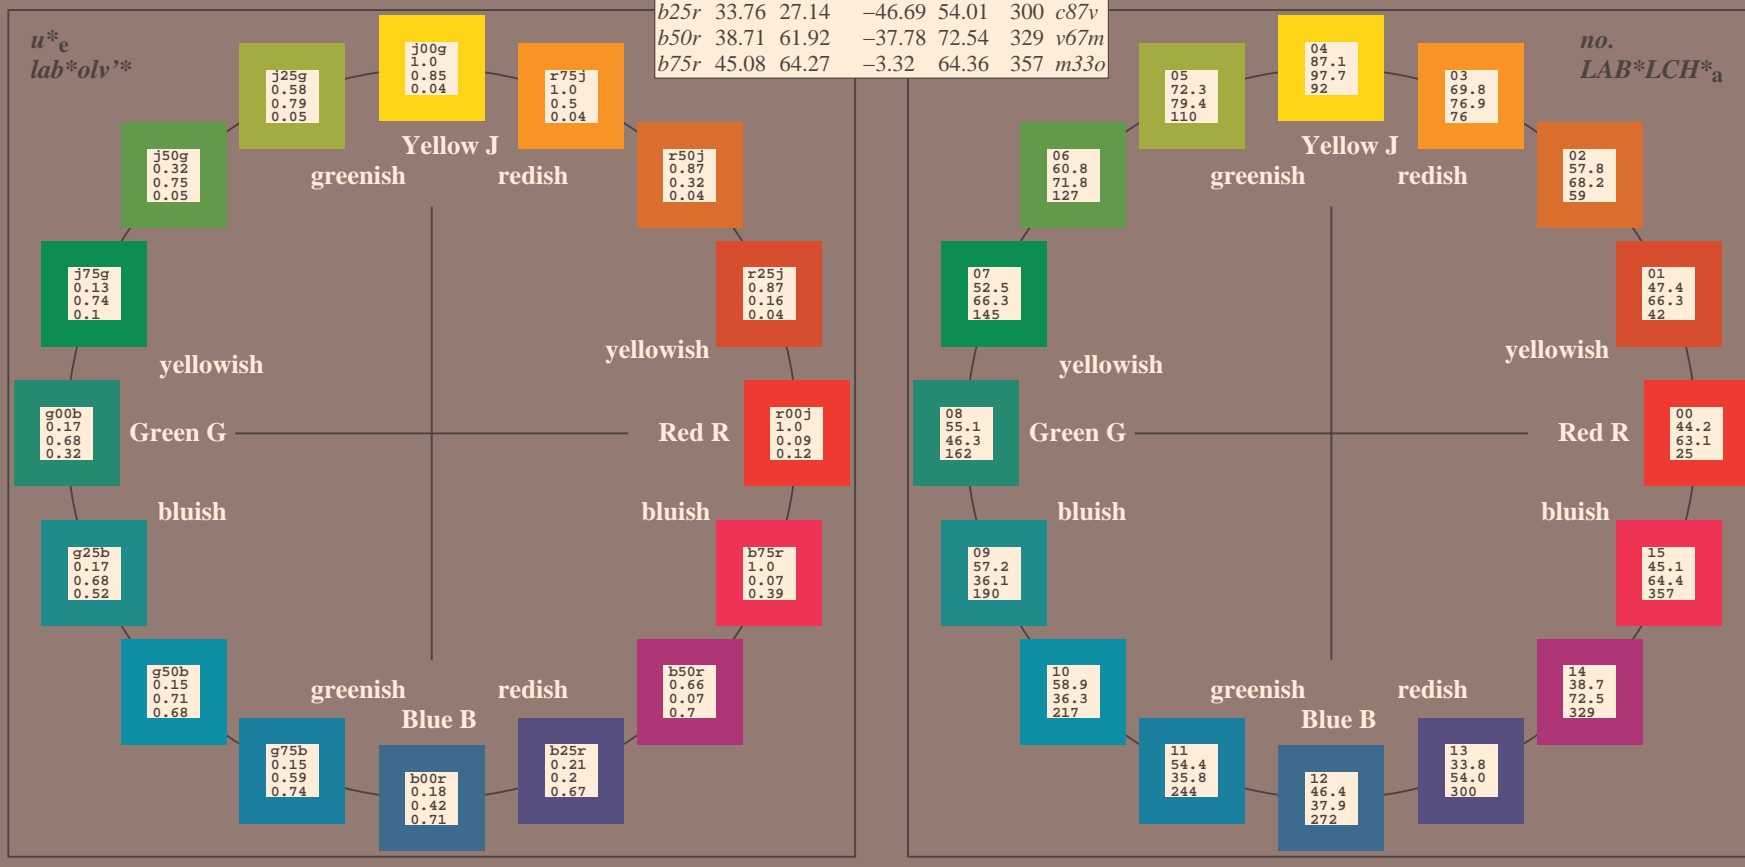 b25r 33.76 27.14 −46.69 54.01 300 c87v
b50r 38.71 61.92 −37.78 72.54 329 v67m
b75r 45.08 64.27 −3.32 64.36 357 m33o
u*e
lab*olv'*
j00g
1.0
0.85
0.04
j25g
0.58
0.79
0.05
r75j
1.0
0.5
0.04
Yellow J
greenish redish
j50g
0.32
0.75
0.05
r50j
0.87
0.32
0.04
j75g
0.13
0.74
0.1
r25j
0.87
0.16
0.04
yellowish
yellowish
g00b
0.17
0.68
0.32
Green G
Red R
r00j
1.0
0.09
0.12
bluish
bluish
g25b
0.17
0.68
0.52
b75r
1.0
0.07
0.39
g50b
0.15
0.71
0.68
b50r
0.66
0.07
0.7
greenish redish
Blue B
g75b
0.15
0.59
0.74
b00r
0.18
0.42
0.71
b25r
0.21
0.2
0.67
no.
LAB*LCH*a
04
87.1
97.7
92
05
72.3
79.4
110
03
69.8
76.9
76
Yellow J
greenish redish
06
60.8
71.8
127
02
57.8
68.2
59
07
52.5
66.3
145
01
47.4
66.3
42
yellowish
yellowish
08
55.1
46.3
162
Green G
Red R
00
44.2
63.1
25
bluish
bluish
09
57.2
36.1
190
15
45.1
64.4
357
10
58.9
36.3
217
14
38.7
72.5
329
greenish redish
Blue B
11
54.4
35.8
244
12
46.4
37.9
272
13
33.8
54.0
300